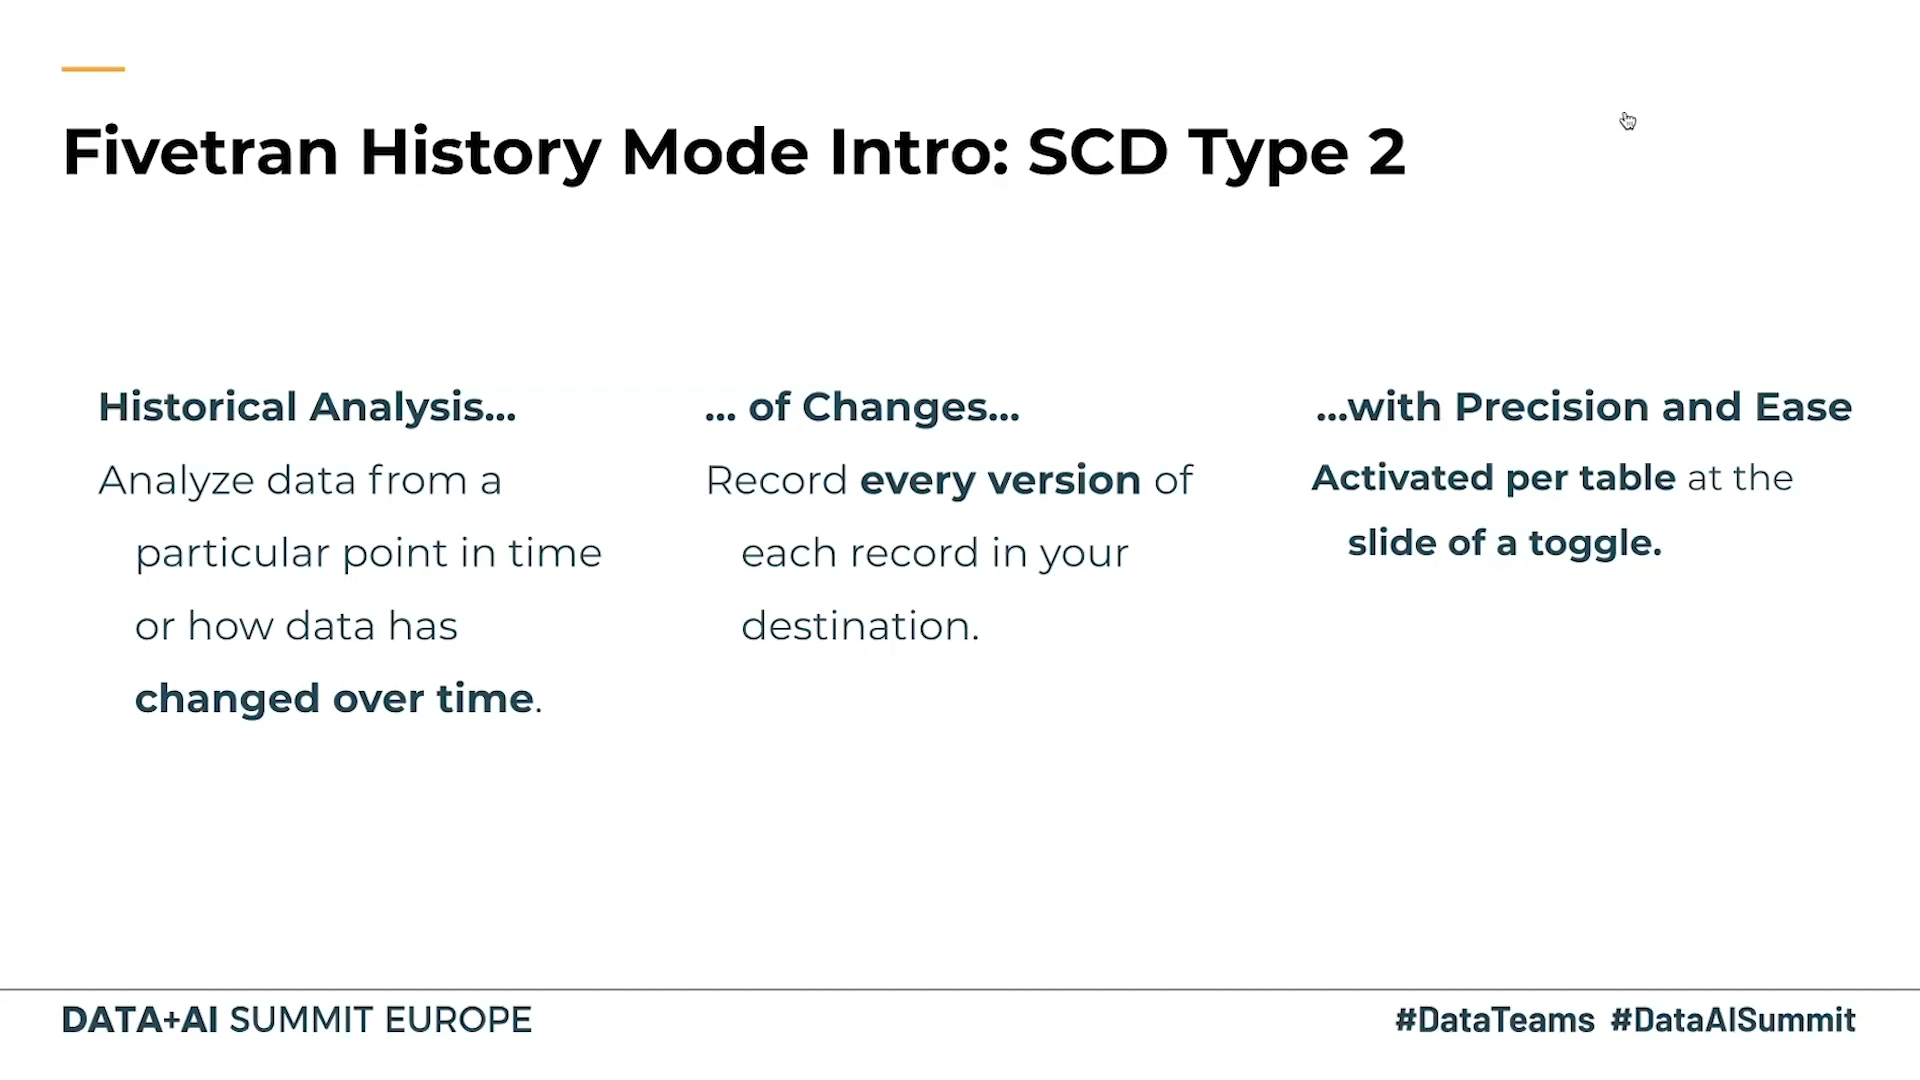 Fivetran History Mode Intro: SCD Type 2
Historical Analysis...
Analyze data from a
particular point in time
or how data has
changed over time.
... of Changes...
Record every version of
each record in your
destination.
...with Precision and Ease
Activated per table at the
slide of a toggle.
DATA+AI SUMMIT EUROPE
#DataTeams #DataAISummit